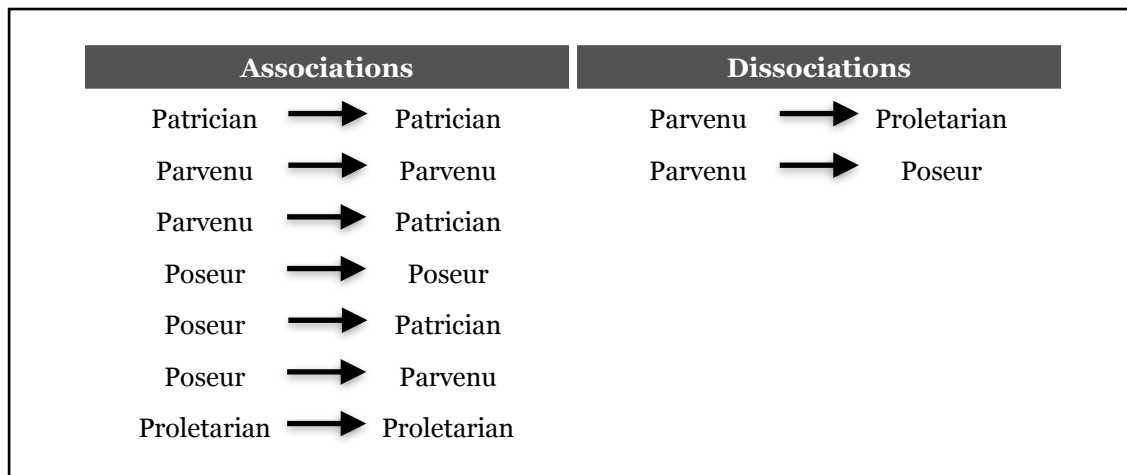 Associations Dissociations
Patrician Patrician Parvenu Proletarian
Parvenu Parvenu Parvenu Poseur
Parvenu Patrician
Poseur Poseur
Poseur Patrician
Poseur Parvenu
Proletarian Proletarian